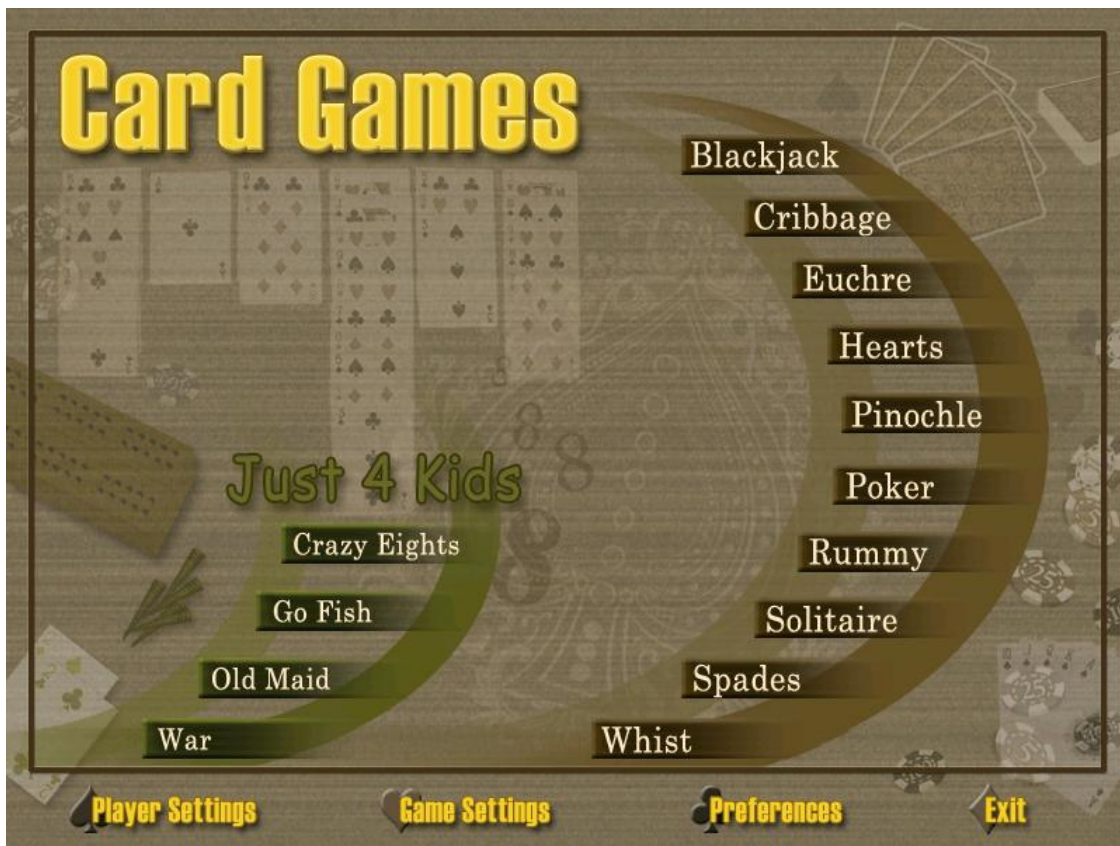 Card Games
Blackjack
Cribbage
Euchre
Hearts
Pinochle
Poker
Rummy
Solitaire
Spades
Whist
Just 4 Kids
Crazy Eights
Go Fish
Old Maid
War
Player Settings
Game Settings
Preferences
Exit